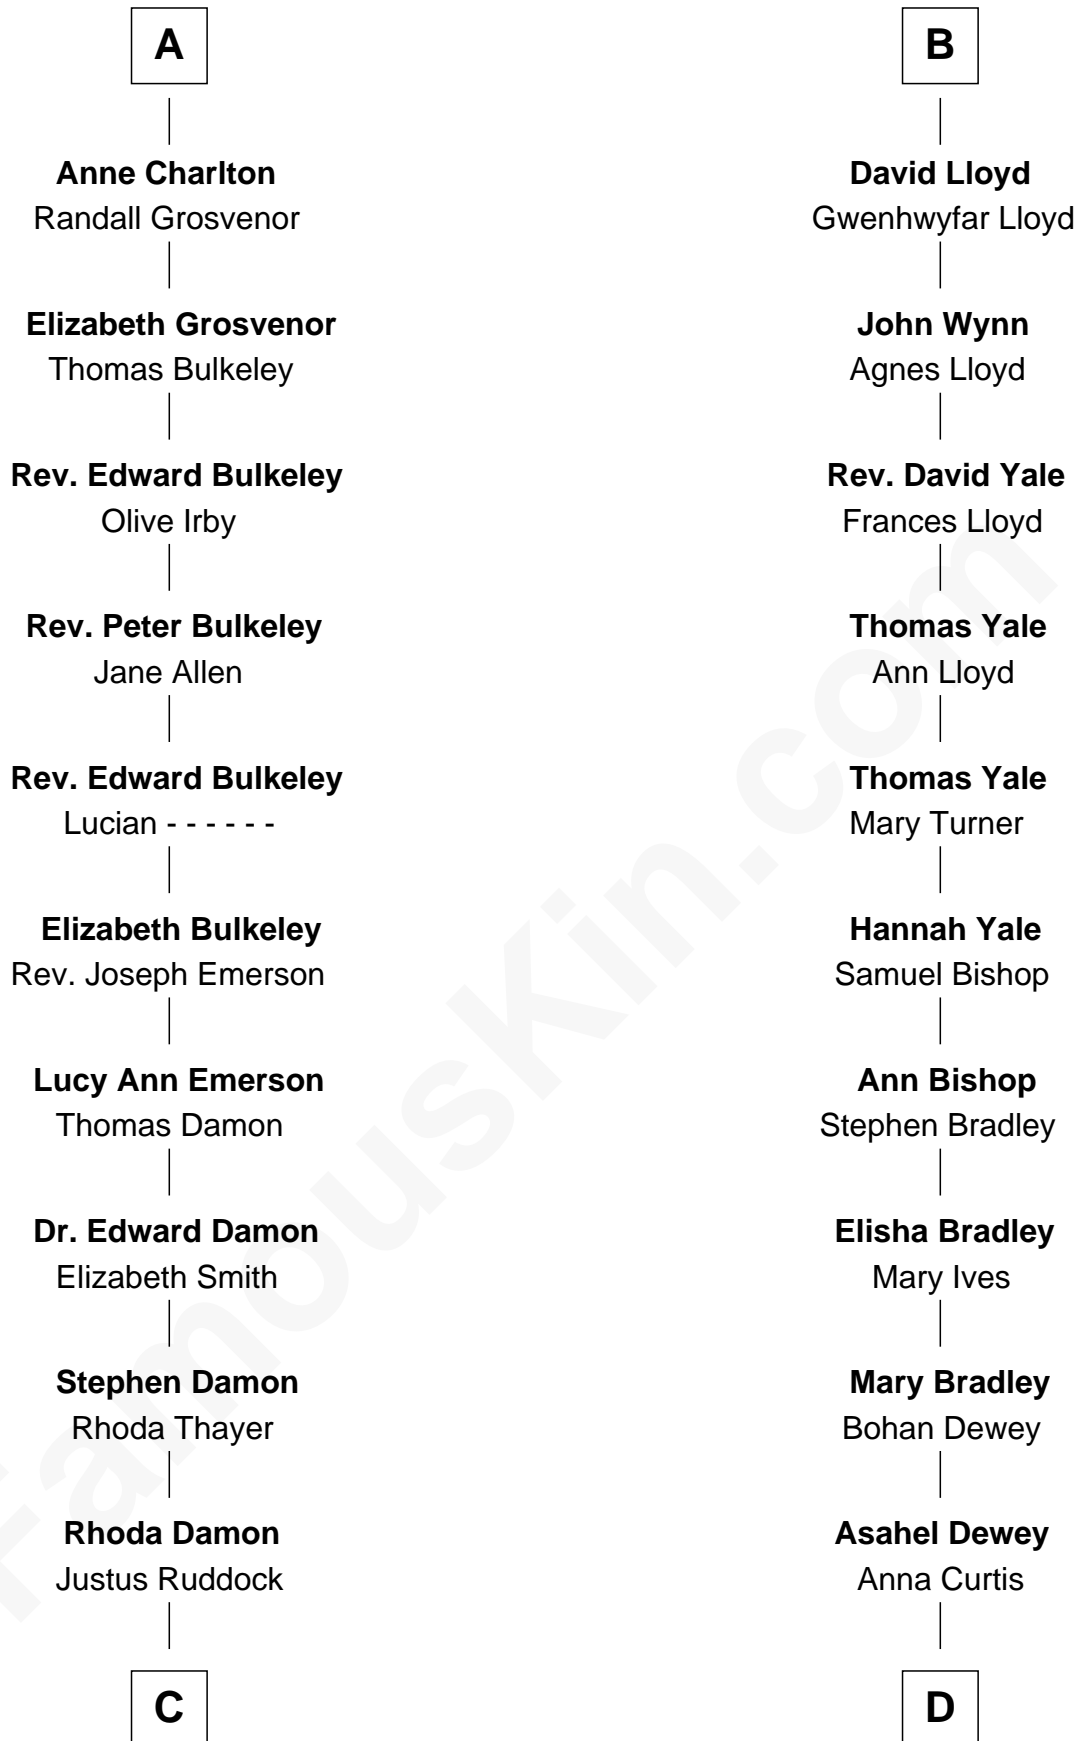 A
Anne Charlton
Randall Grosvenor
Elizabeth Grosvenor
Thomas Bulkeley
Rev. Edward Bulkeley
Olive Irby
Rev. Peter Bulkeley
Jane Allen
Rev. Edward Bulkeley
Lucian - - - - - -
Elizabeth Bulkeley
Rev. Joseph Emerson
Lucy Ann Emerson
Thomas Damon
Dr. Edward Damon
Elizabeth Smith
Stephen Damon
Rhoda Thayer
Rhoda Damon
Justus Ruddock
C
B
David Lloyd
Gwenhwyfar Lloyd
John Wynn
Agnes Lloyd
Rev. David Yale
Frances Lloyd
Thomas Yale
Ann Lloyd
Thomas Yale
Mary Turner
Hannah Yale
Samuel Bishop
Ann Bishop
Stephen Bradley
Elisha Bradley
Mary Ives
Mary Bradley
Bohan Dewey
Asahel Dewey
Anna Curtis
D
FamousKin.com